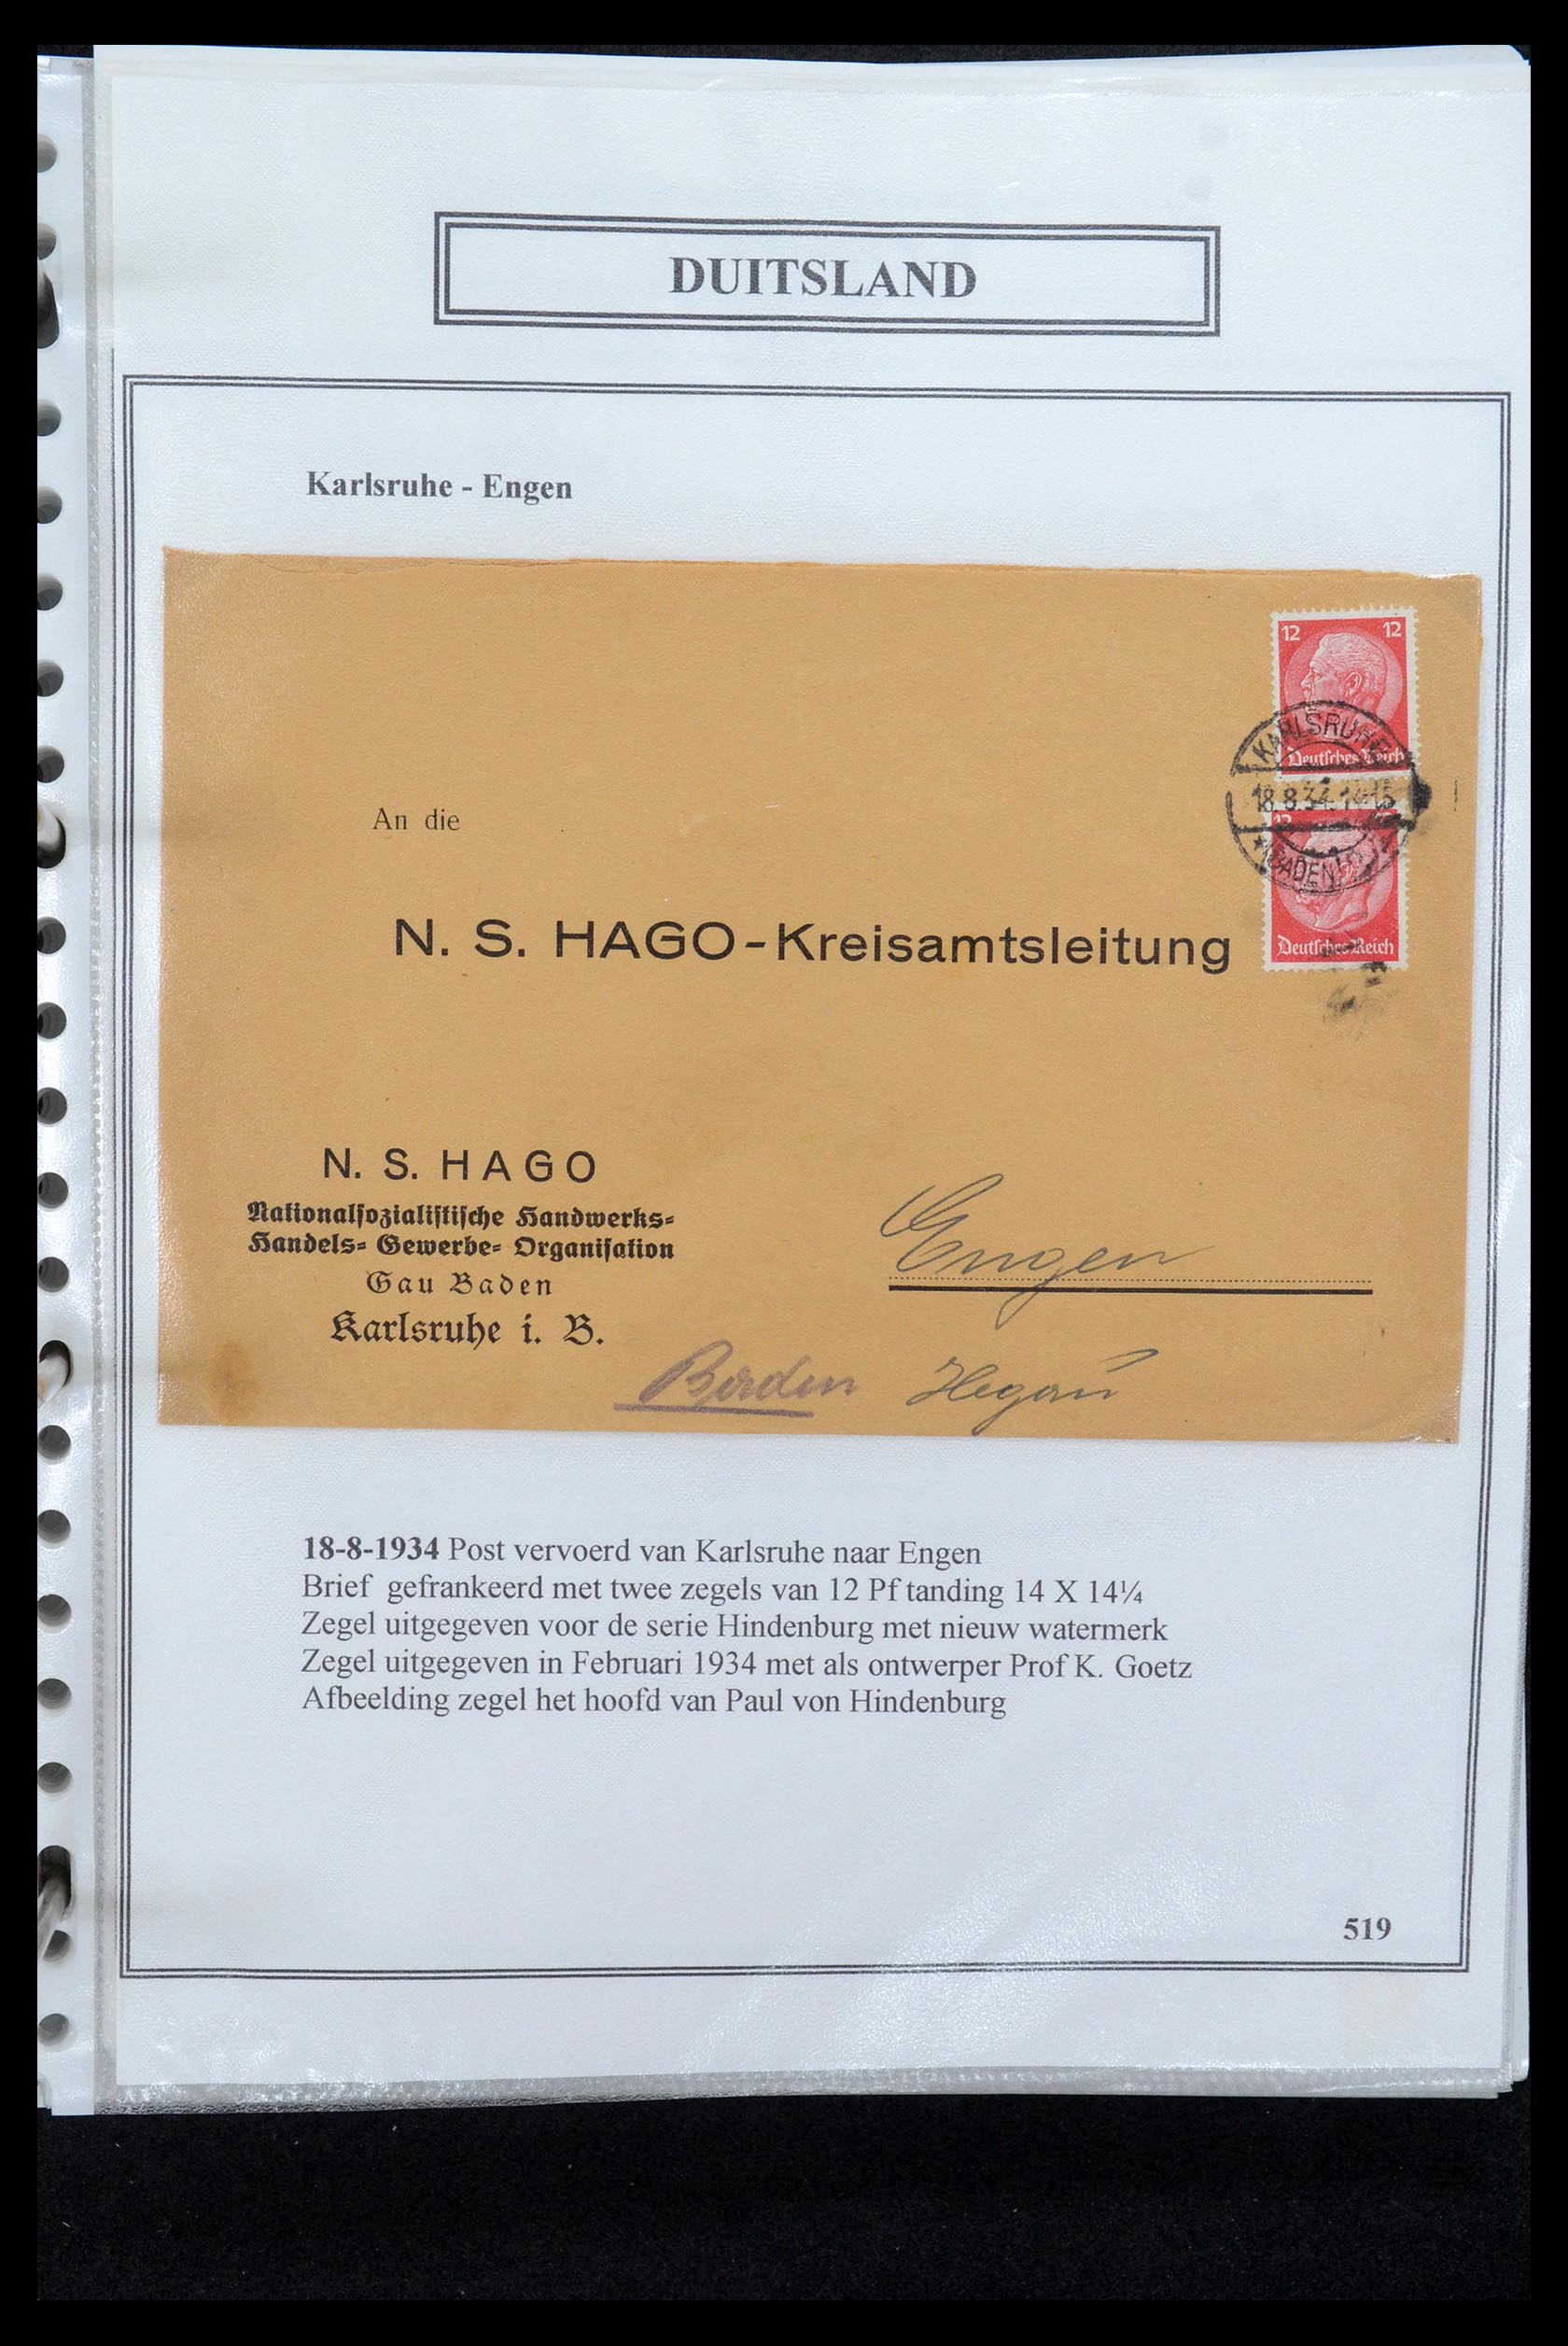 DUITSLAND
Karlsruhe - Engen
12 12
Deutsches Reich
KARLSRUHE
18.8.34.14-15
(BADEN)
12
Deutsches Reich
An die
N. S. HAGO-Kreisamtsleitung
N. S. HAGO
Nationalsozialistische Handwerks-
Handels- Gewerbe- Organisation
Gau Baden
Karlsruhe i. B.
Engen
Baden Hegau
18-8-1934 Post vervoerd van Karlsruhe naar Engen
Brief gefrankeerd met twee zegels van 12 Pf tanding 14 X 14¼
Zegel uitgegeven voor de serie Hindenburg met nieuw watermerk
Zegel uitgegeven in Februari 1934 met als ontwerper Prof K. Goetz
Afbeelding zegel het hoofd van Paul von Hindenburg
519